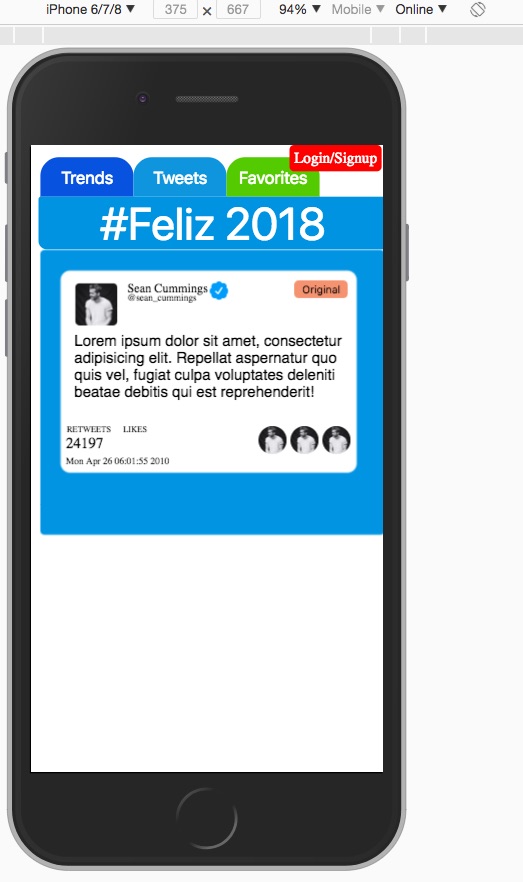 iPhone 6/7/8 ▼ 375 × 667 94% ▼ Mobile ▼ Online ▼
Login/Signup
Trends Tweets Favorites
#Feliz 2018
Sean Cummings
@sean_cummings
Original
Lorem ipsum dolor sit amet, consectetur
adipisicing elit. Repellat aspernatur quo
quis vel, fugiat culpa voluptates deleniti
beatae debitis qui est reprehenderit!
RETWEETS LIKES
24197
Mon Apr 26 06:01:55 2010